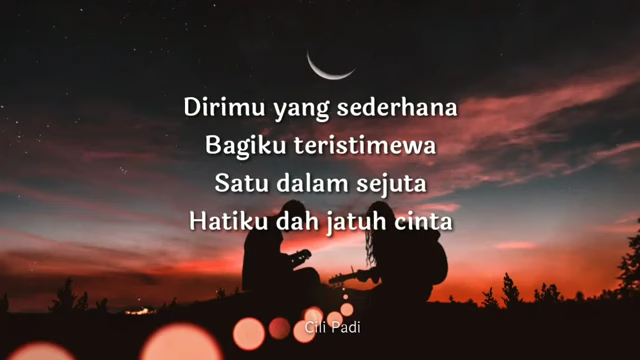 Dirimu yang sederhana
Bagiku teristimewa
Satu dalam sejuta
Hatiku dah jatuh cinta
Cili Padi